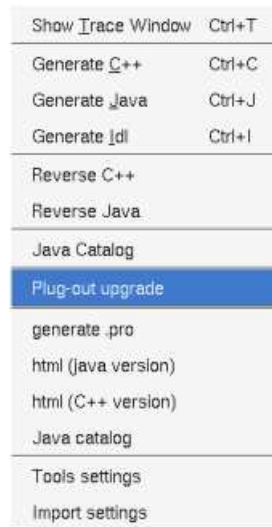 Show Trace Window Ctrl+T
Generate C++ Ctrl+C
Generate Java Ctrl+J
Generate Idl Ctrl+I
Reverse C++
Reverse Java
Java Catalog
Plug-out upgrade
generate .pro
html (java version)
html (C++ version)
Java catalog
Tools settings
Import settings